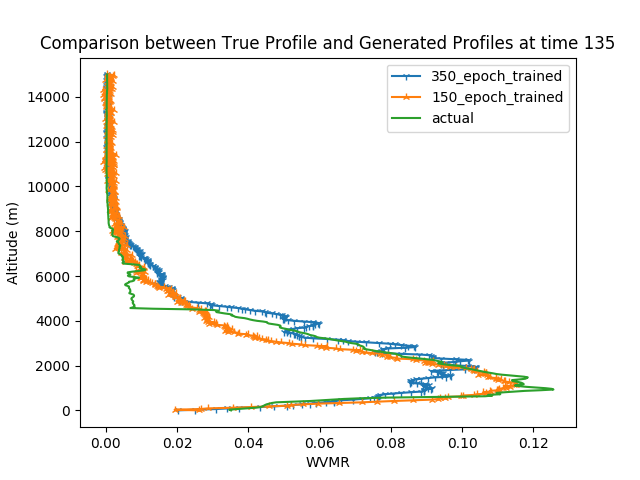 Comparison between True Profile and Generated Profiles at time 135
350_epoch_trained
150_epoch_trained
actual
Altitude (m)
14000
12000
10000
8000
6000
4000
2000
0
0.00 0.02 0.04 0.06 0.08 0.10 0.12
WVMR